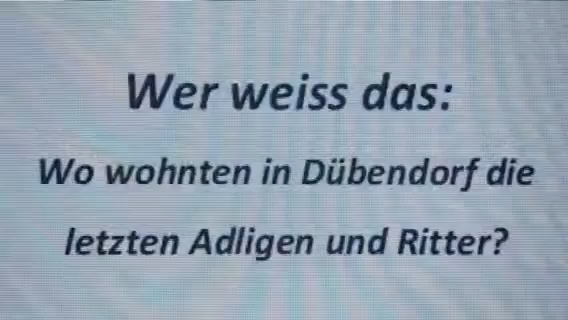 Wer weiss das:
Wo wohnten in Dübendorf die
letzten Adligen und Ritter?